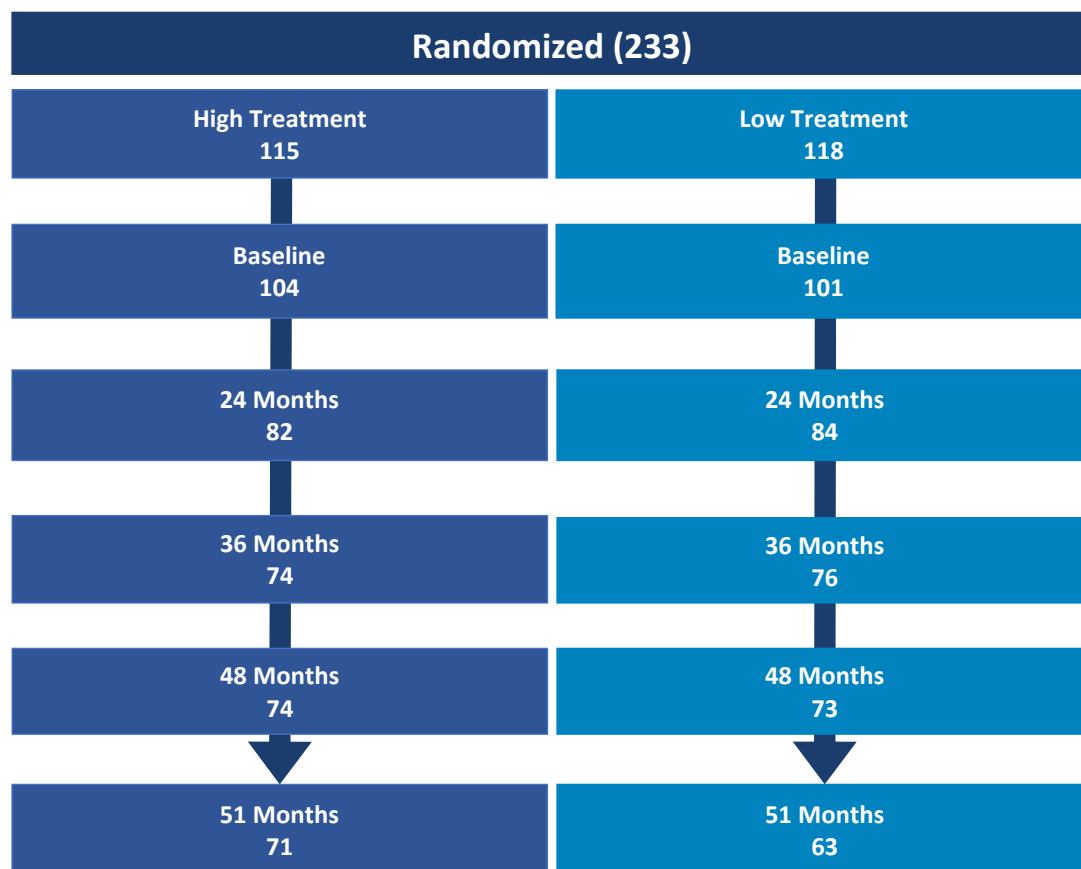 Randomized (233)
High Treatment
115
Low Treatment
118
Baseline
104
Baseline
101
24 Months
82
24 Months
84
36 Months
74
36 Months
76
48 Months
74
48 Months
73
51 Months
71
51 Months
63